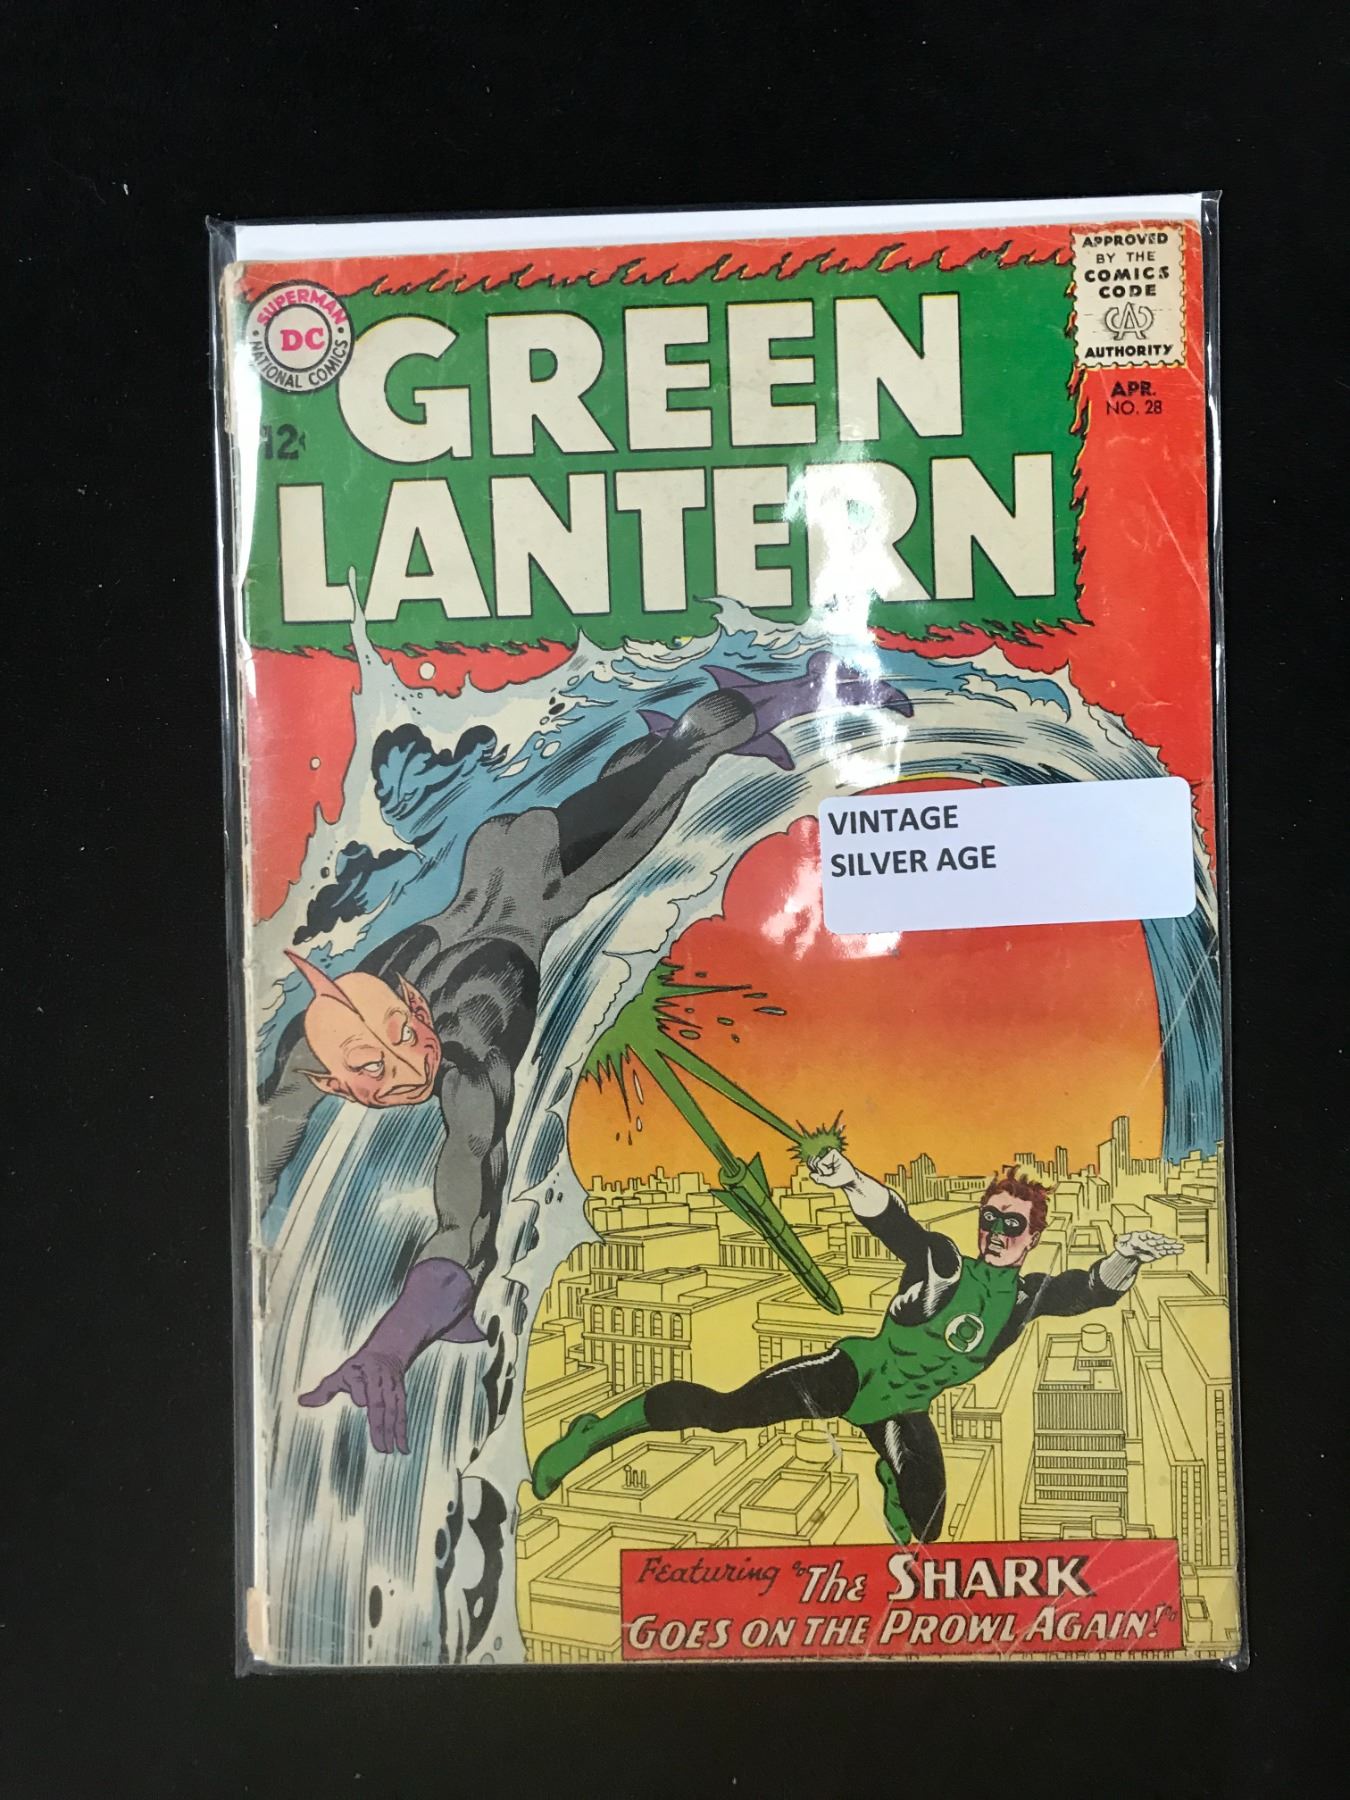 SUPERMAN
DC
NATIONAL COMICS
12¢
GREEN
LANTERN
APPROVED
BY THE
COMICS
CODE
CA
AUTHORITY
APR.
NO. 28
VINTAGE
SILVER AGE
Featuring "The SHARK
GOES ON THE PROWL AGAIN!"